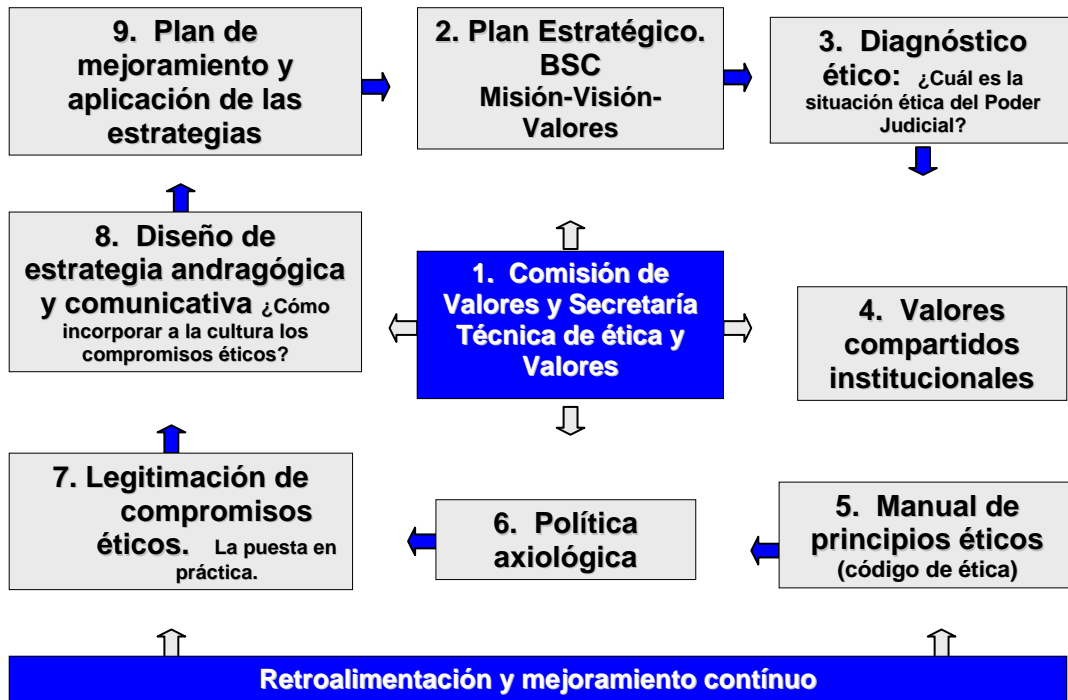 9. Plan de
mejoramiento y
aplicación de las
estrategias
2. Plan Estratégico.
BSC
Misión-Visión-
Valores
3. Diagnóstico
ético: ¿Cuál es la
situación ética del Poder
Judicial?
8. Diseño de
estrategia andragógica
y comunicativa ¿Cómo
incorporar a la cultura los
compromisos éticos?
1. Comisión de
Valores y Secretaría
Técnica de ética y
Valores
4. Valores
compartidos
institucionales
7. Legitimación de
compromisos
éticos. La puesta en
práctica.
6. Política
axiológica
5. Manual de
principios éticos
(código de ética)
Retroalimentación y mejoramiento contínuo